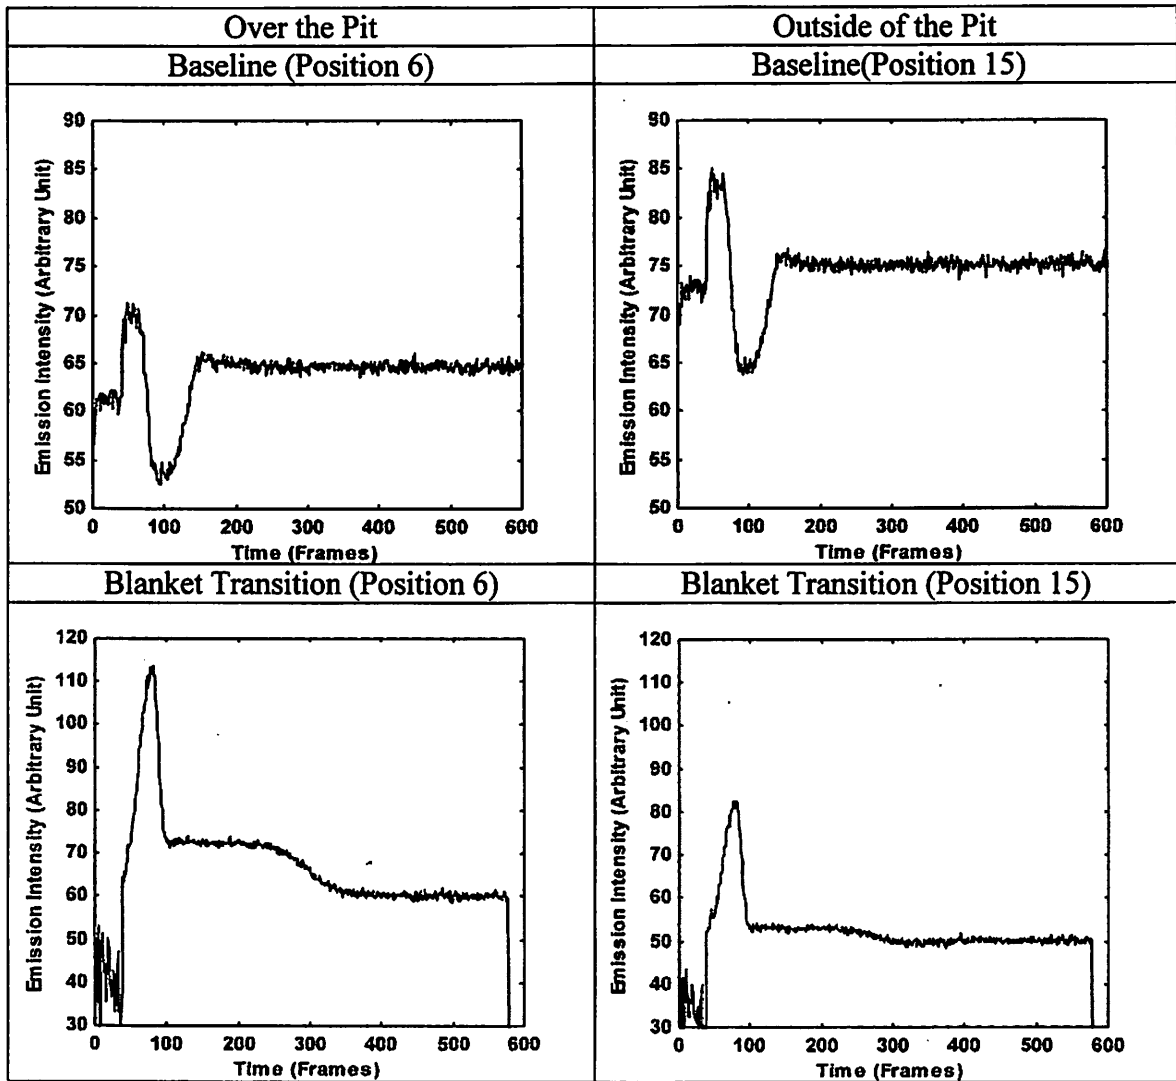 Over the Pit
Outside of the Pit
Baseline (Position 6)
Baseline(Position 15)
Emission Intensity (Arbitrary Unit)
90
85
80
75
70
65
60
55
50
0 100 200 300 400 500 600
Time (Frames)
Emission Intensity (Arbitrary Unit)
90
85
80
75
70
65
60
55
50
0 100 200 300 400 500 600
Time (Frames)
Blanket Transition (Position 6)
Blanket Transition (Position 15)
Emission Intensity (Arbitrary Unit)
120
110
100
90
80
70
60
50
40
30
0 100 200 300 400 500 600
Time (Frames)
Emission Intensity (Arbitrary Unit)
120
110
100
90
80
70
60
50
40
30
0 100 200 300 400 500 600
Time (Frames)